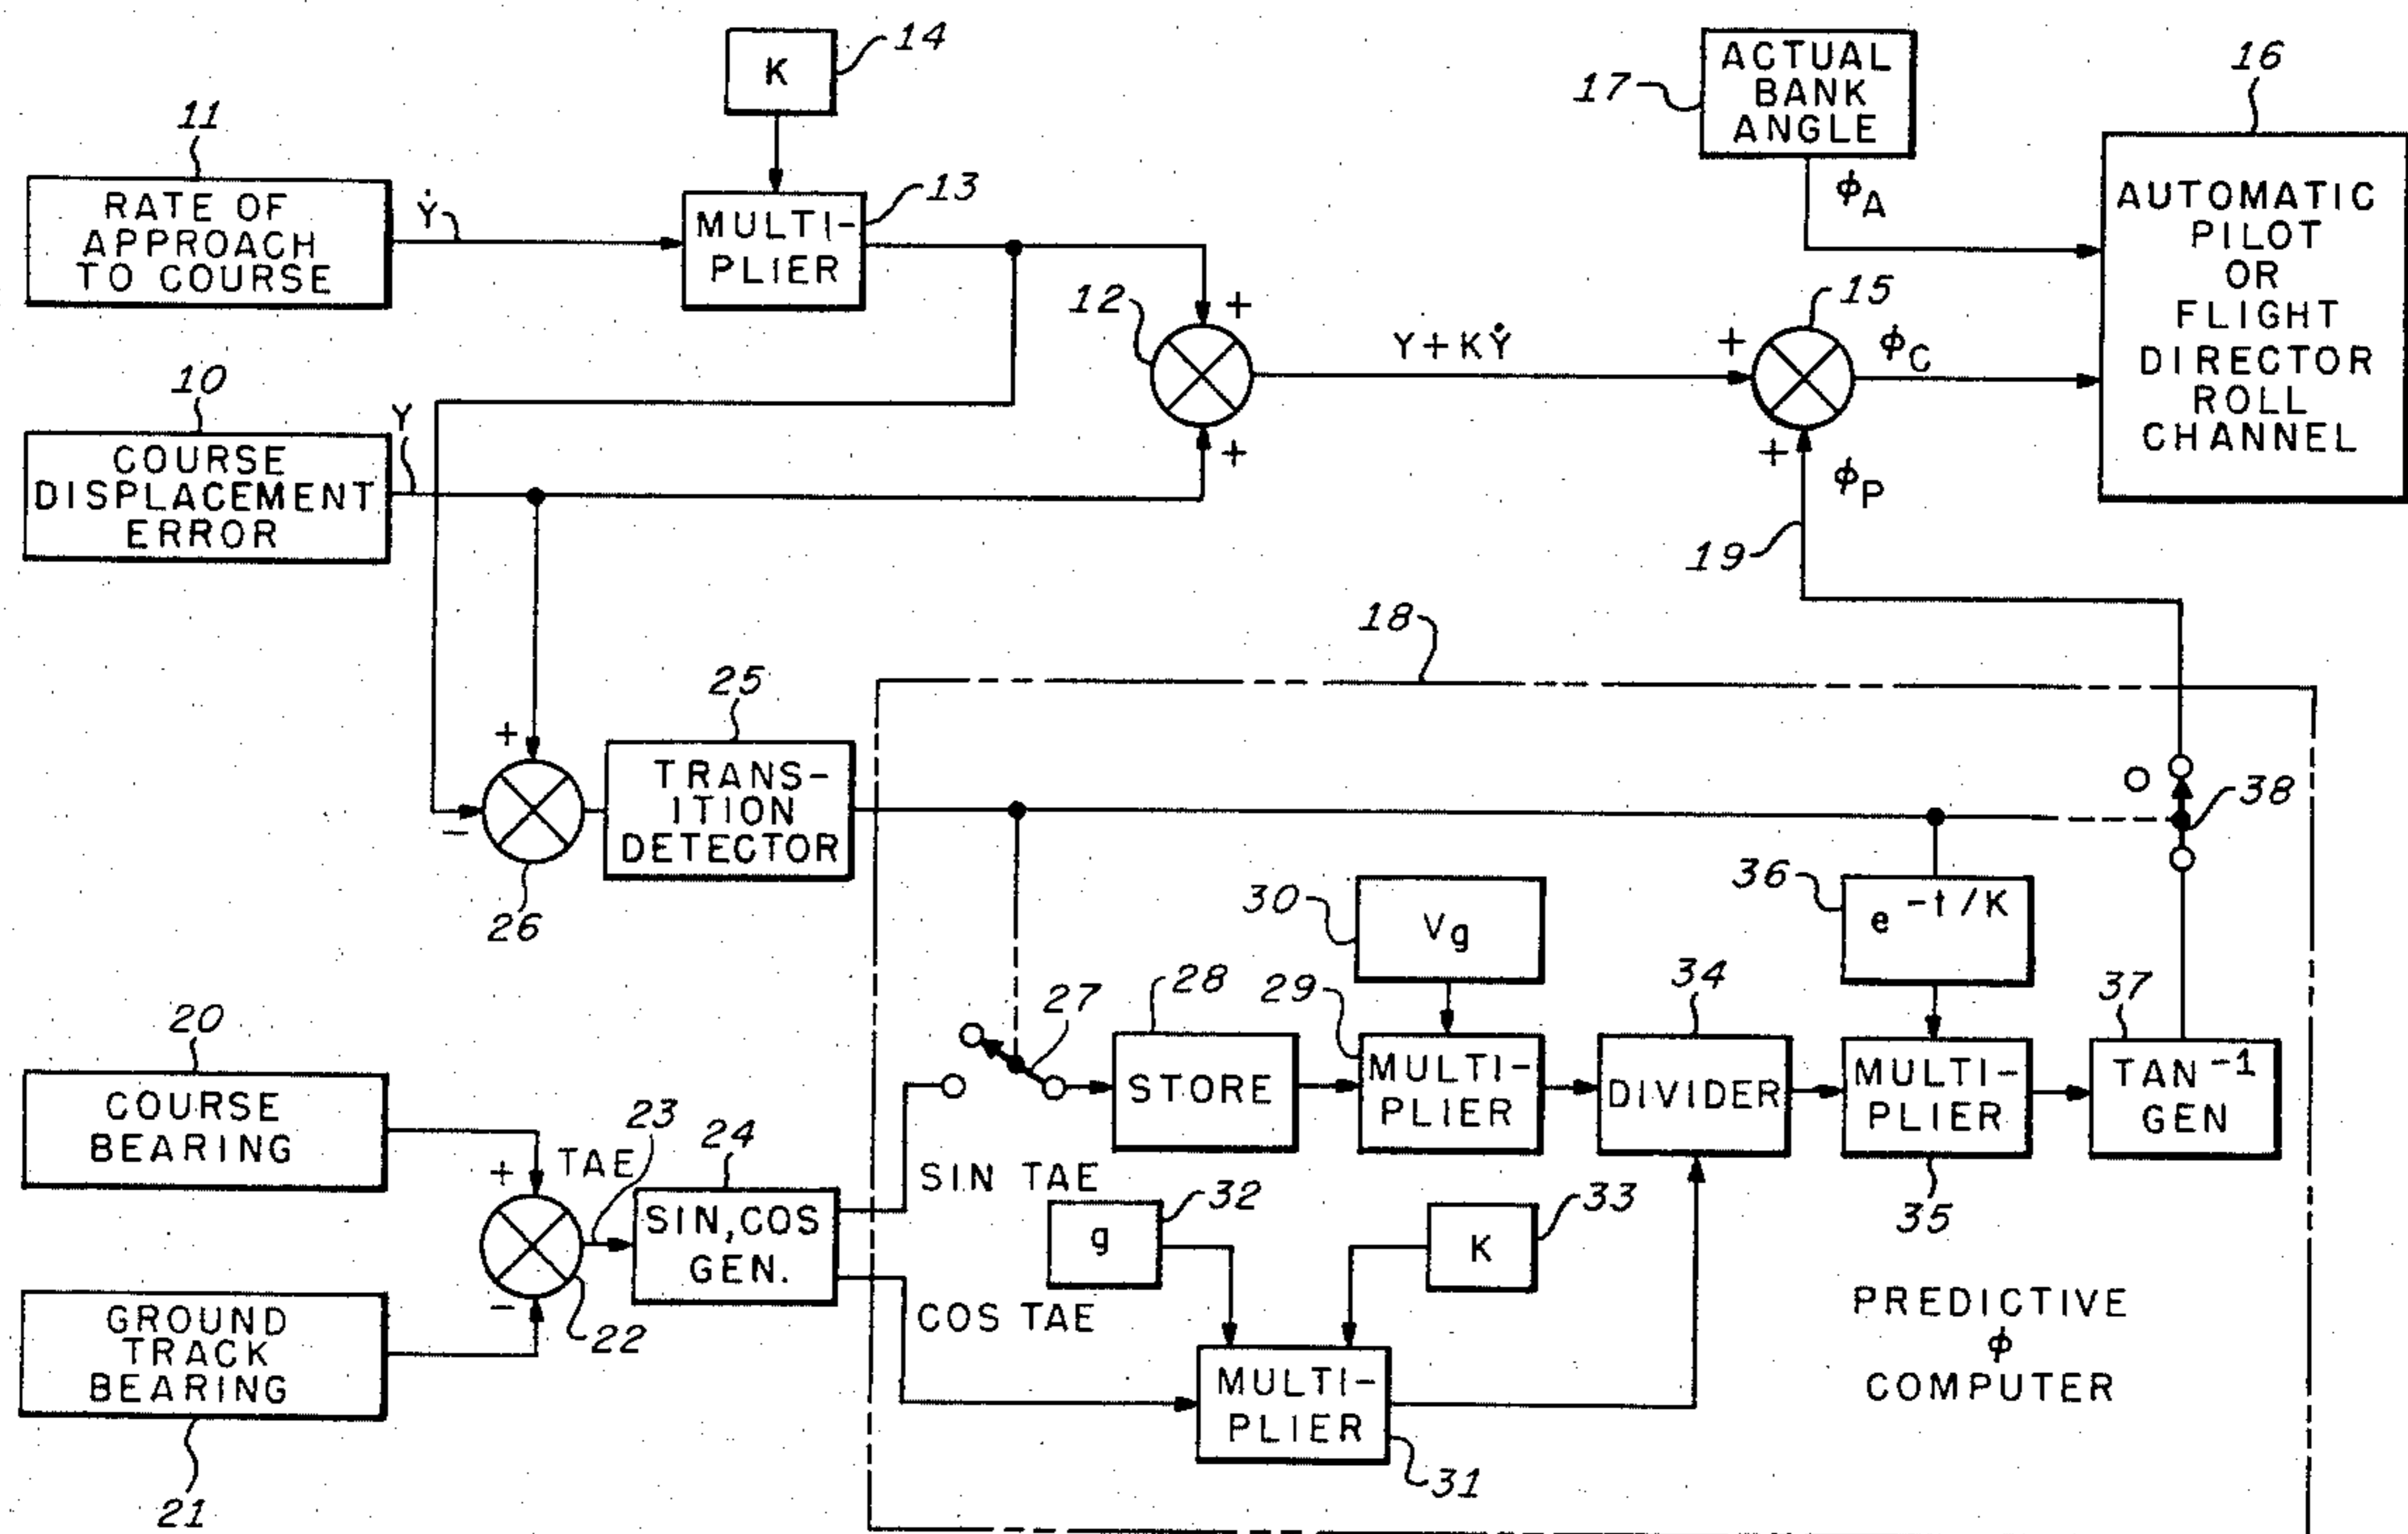 K
14
ACTUAL
BANK
ANGLE
17
16
11
RATE OF
APPROACH
TO COURSE
Ẏ
MULTI-
PLIER
13
ϕA
AUTOMATIC
PILOT
OR
FLIGHT
DIRECTOR
ROLL
CHANNEL
12
+
+
Y+KẎ
15
+
+
ϕC
ϕP
19
10
COURSE
DISPLACEMENT
ERROR
Y
18
25
TRANS-
ITION
DETECTOR
+
-
26
38
36
e -t/K
30
Vg
27
28
STORE
29
MULTI-
PLIER
34
DIVIDER
MULTI-
PLIER
35
37
TAN-1
GEN
20
COURSE
BEARING
+
-
TAE
23
22
24
SIN, COS
GEN.
SIN TAE
COS TAE
32
g
33
K
GROUND
TRACK
BEARING
21
MULTI-
PLIER
31
PREDICTIVE
ϕ
COMPUTER